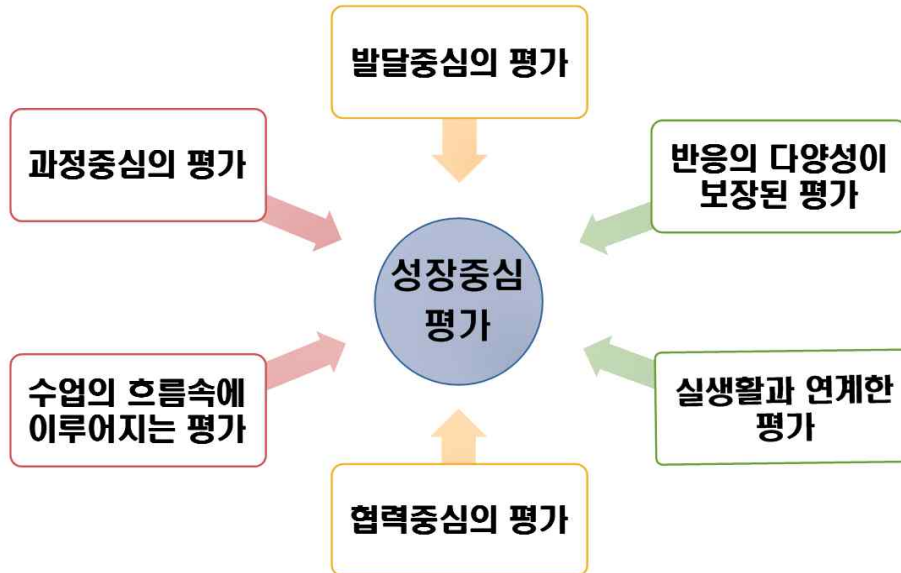 발달중심의 평가
과정중심의 평가
반응의 다양성이
보장된 평가
성장중심
평가
수업의 흐름속에
이루어지는 평가
실생활과 연계한
평가
협력중심의 평가